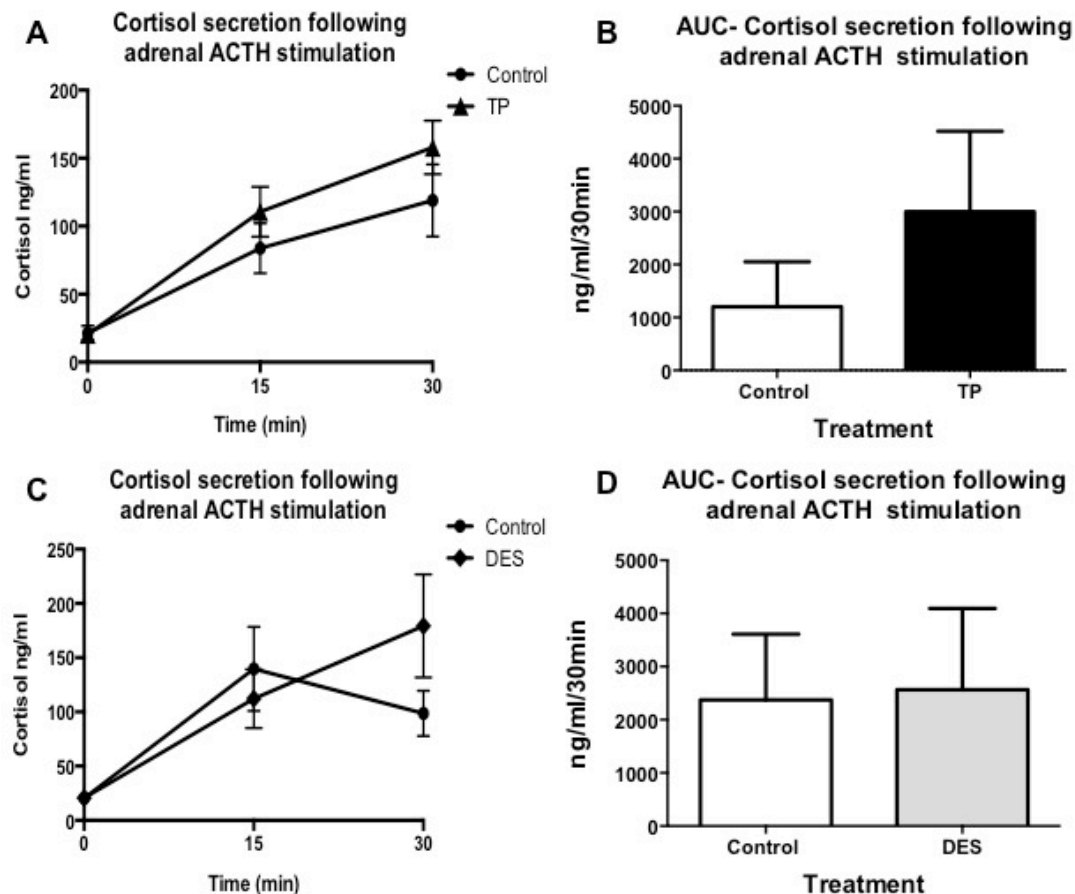 A
Cortisol secretion following
adrenal ACTH stimulation
Control
TP
200
150
100
50
0
Cortisol ng/ml
0 15 30
Time (min)
B
AUC- Cortisol secretion following
adrenal ACTH stimulation
5000
4000
3000
2000
1000
0
ng/ml/30min
Control TP
Treatment
C
Cortisol secretion following
adrenal ACTH stimulation
Control
DES
250
200
150
100
50
0
Cortisol ng/ml
0 15 30
Time (min)
D
AUC- Cortisol secretion following
adrenal ACTH stimulation
5000
4000
3000
2000
1000
0
ng/ml/30min
Control DES
Treatment